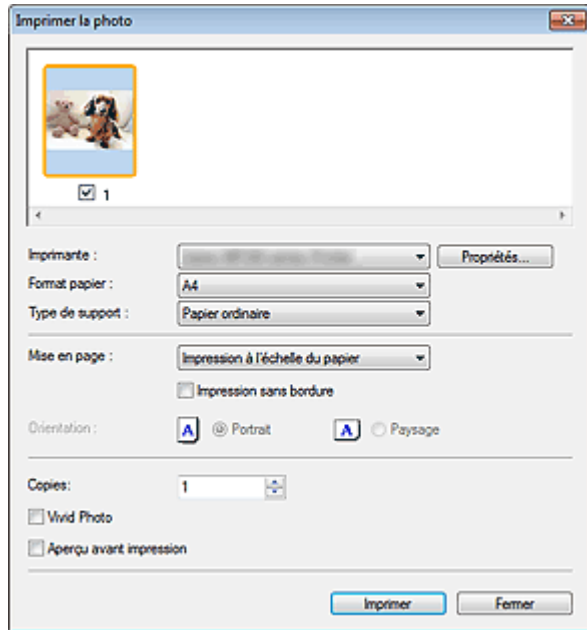 Imprimer la photo
1
Imprimante :
Propriétés...
Format papier :
A4
Type de support :
Papier ordinaire
Mise en page :
Impression à l'échelle du papier
Impression sans bordure
Orientation :
A
Portrait
A
Paysage
Copies:
1
Vivid Photo
Aperçu avant impression
Imprimer
Fermer